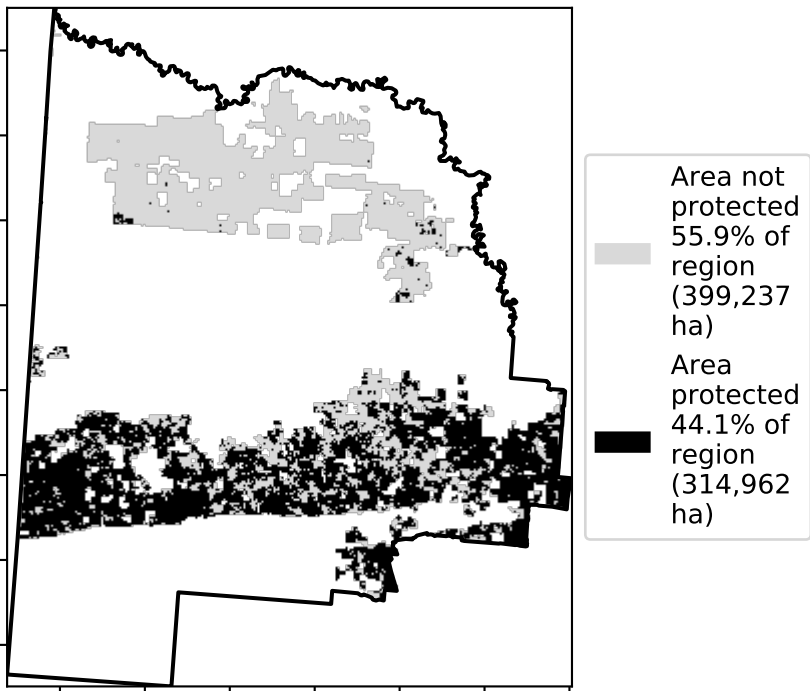 Area not
protected
55.9% of
region
(399,237
ha)
Area
protected
44.1% of
region
(314,962
ha)